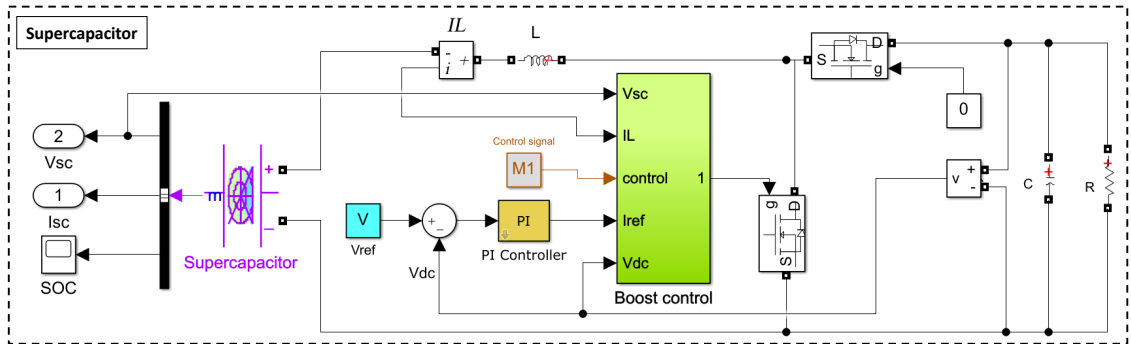 Supercapacitor
IL
L
- +
i
S
D
g
0
2
Vsc
1
Isc
SOC
m
+
−
Supercapacitor
V
Vref
+
−
Vdc
PI
PI Controller
Control signal
M1
Vsc
IL
control
Iref
Vdc
1
Boost control
g
D
S
v
+
-
+
C
+
R